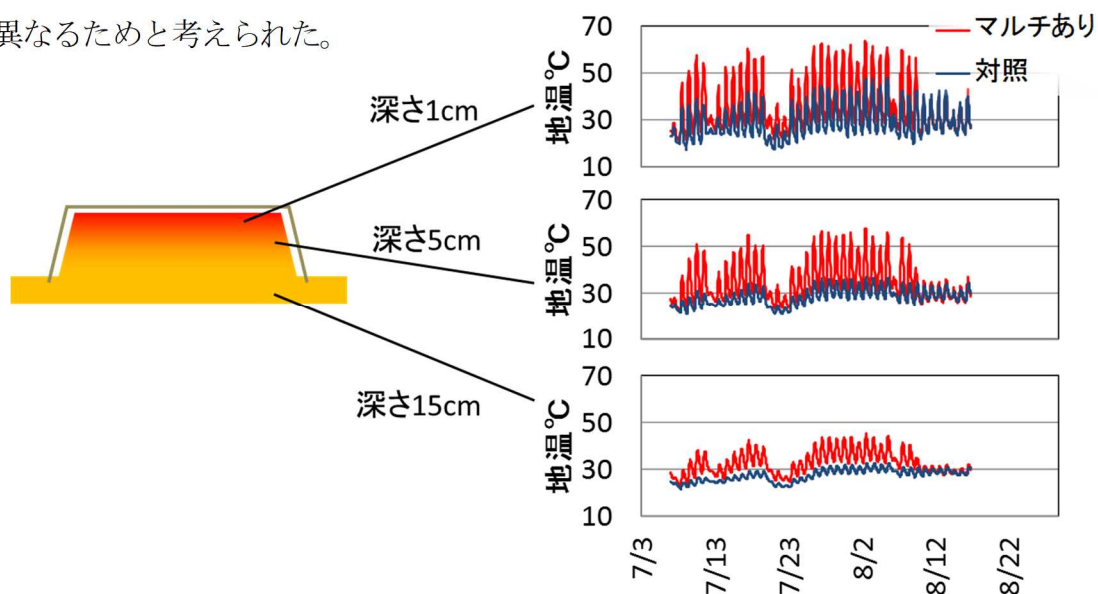 異なるためと考えられた。
マルチあり
対照
深さ1cm
地温℃
70
50
30
10
深さ5cm
地温℃
70
50
30
10
深さ15cm
地温℃
70
50
30
10
7/3
7/13
7/23
8/2
8/12
8/22